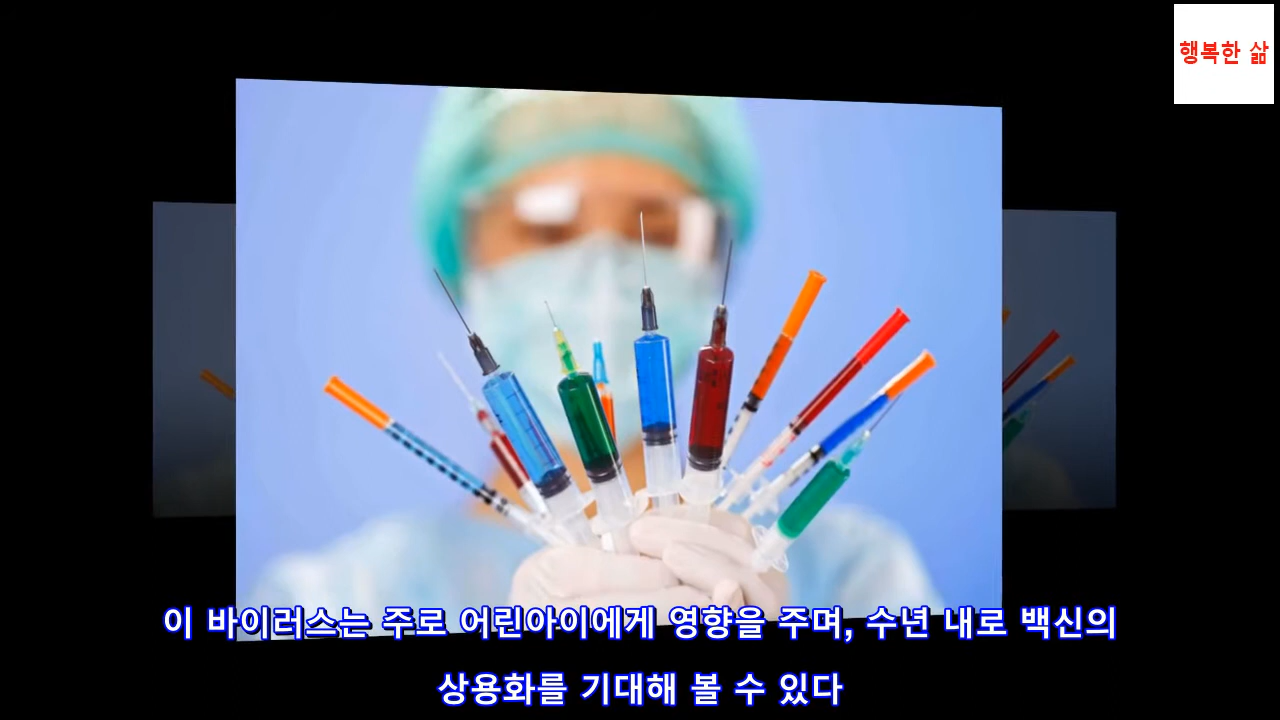 행복한 삶
이 바이러스는 주로 어린아이에게 영향을 주며, 수년 내로 백신의
상용화를 기대해 볼 수 있다